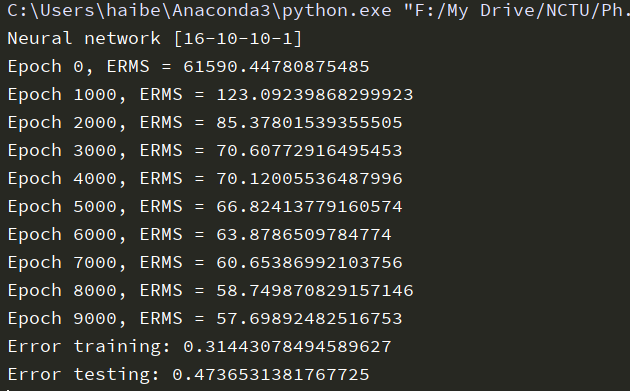 C:\Users\haibe\Anaconda3\python.exe "F:/My Drive/NCTU/Ph.
Neural network [16-10-10-1]
Epoch 0, ERMS = 61590.44780875485
Epoch 1000, ERMS = 123.09239868299923
Epoch 2000, ERMS = 85.37801539355505
Epoch 3000, ERMS = 70.60772916495453
Epoch 4000, ERMS = 70.12005536487996
Epoch 5000, ERMS = 66.82413779160574
Epoch 6000, ERMS = 63.8786509784774
Epoch 7000, ERMS = 60.65386992103756
Epoch 8000, ERMS = 58.749870829157146
Epoch 9000, ERMS = 57.69892482516753
Error training: 0.31443078494589627
Error testing: 0.4736531381767725